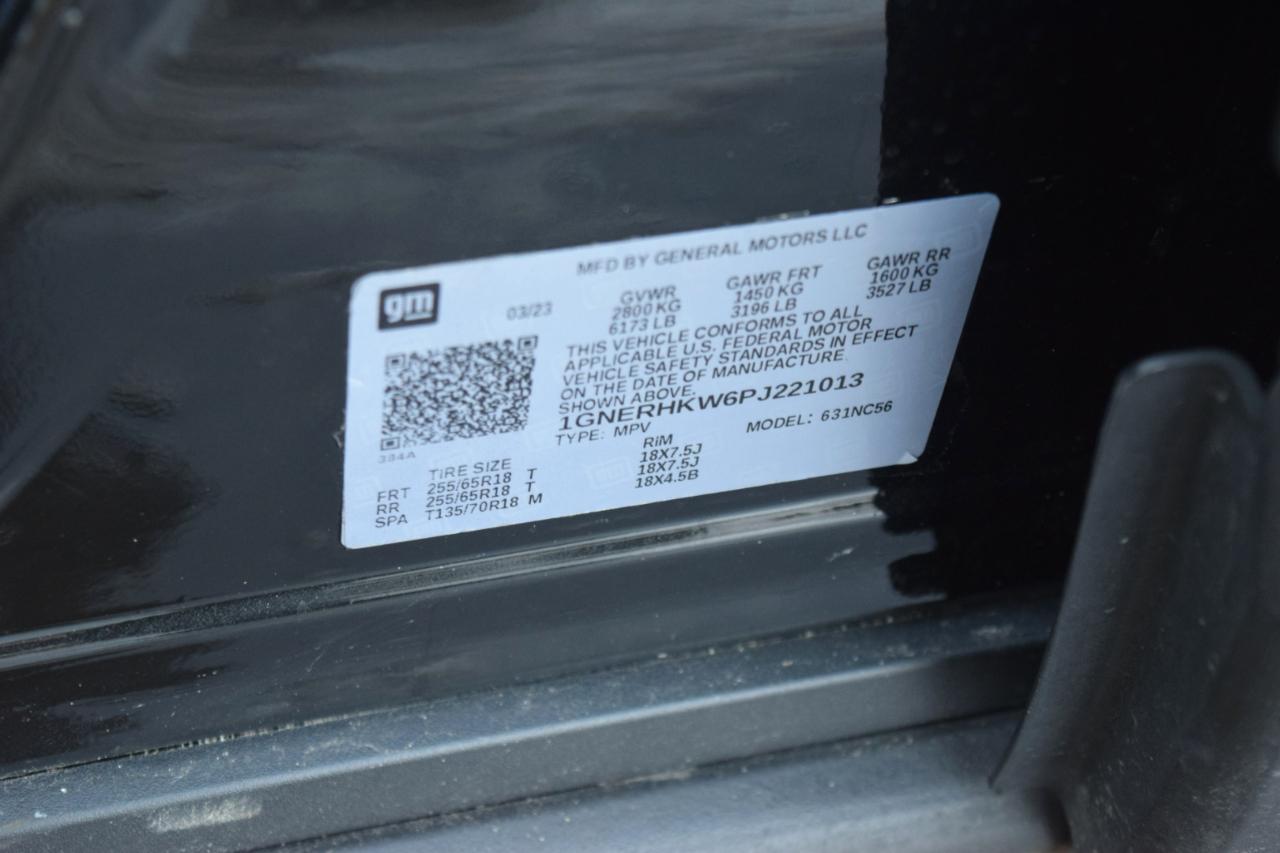 MFD BY GENERAL MOTORS LLC
gm
03/23
GVWR GAWR FRT GAWR RR
2800 KG 1450 KG 1600 KG
6173 LB 3196 LB 3527 LB
THIS VEHICLE CONFORMS TO ALL
APPLICABLE U.S. FEDERAL MOTOR
VEHICLE SAFETY STANDARDS IN EFFECT
ON THE DATE OF MANUFACTURE
SHOWN ABOVE.
1GNERHKW6PJ221013
TYPE: MPV MODEL: 631NC56
384A
TIRE SIZE RIM
FRT 255/65R18 T 18X7.5J
RR 255/65R18 T 18X7.5J
SPA T135/70R18 M 18X4.5B